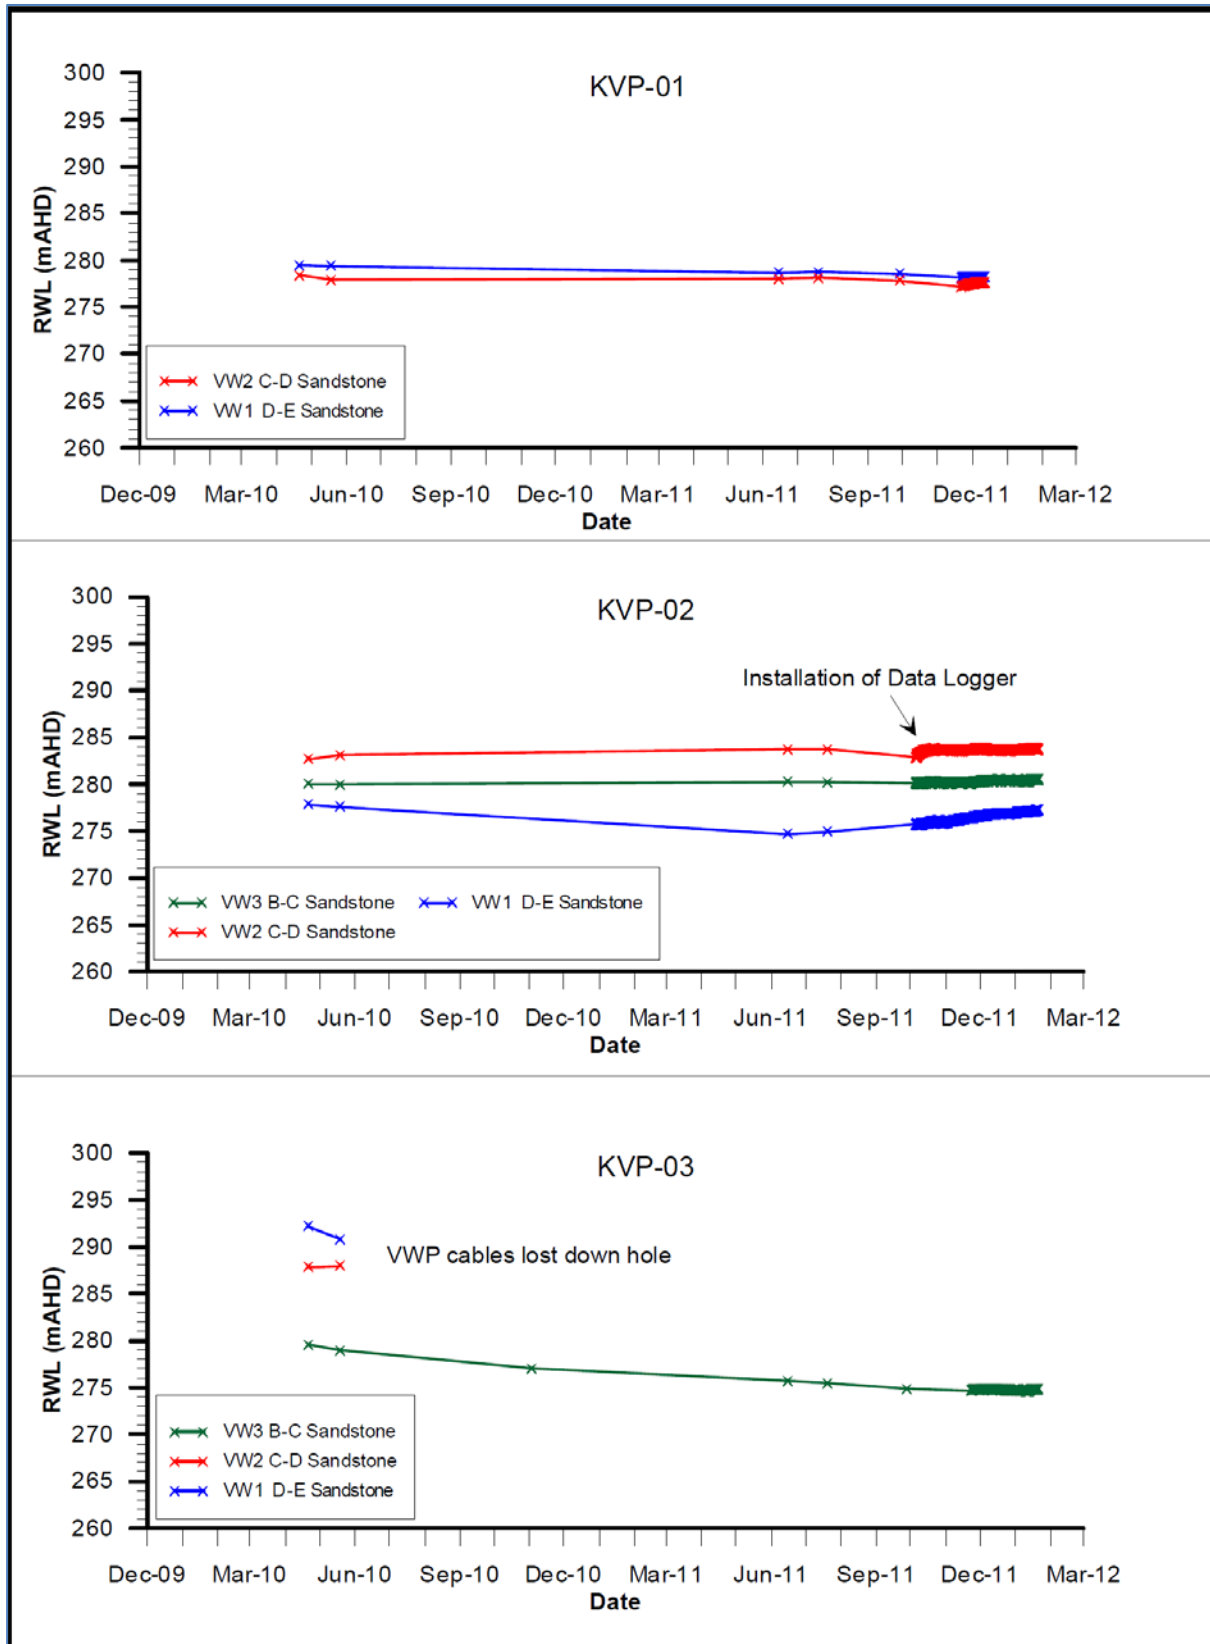 KVP-01
300
295
290
285
280
275
270
265
260
RWL (mAHD)
VW2 C-D Sandstone
VW1 D-E Sandstone
Dec-09 Mar-10 Jun-10 Sep-10 Dec-10 Mar-11 Jun-11 Sep-11 Dec-11 Mar-12
Date
KVP-02
300
295
290
285
280
275
270
265
260
RWL (mAHD)
Installation of Data Logger
VW3 B-C Sandstone VW1 D-E Sandstone
VW2 C-D Sandstone
Dec-09 Mar-10 Jun-10 Sep-10 Dec-10 Mar-11 Jun-11 Sep-11 Dec-11 Mar-12
Date
KVP-03
300
295
290
285
280
275
270
265
260
RWL (mAHD)
VWP cables lost down hole
VW3 B-C Sandstone
VW2 C-D Sandstone
VW1 D-E Sandstone
Dec-09 Mar-10 Jun-10 Sep-10 Dec-10 Mar-11 Jun-11 Sep-11 Dec-11 Mar-12
Date